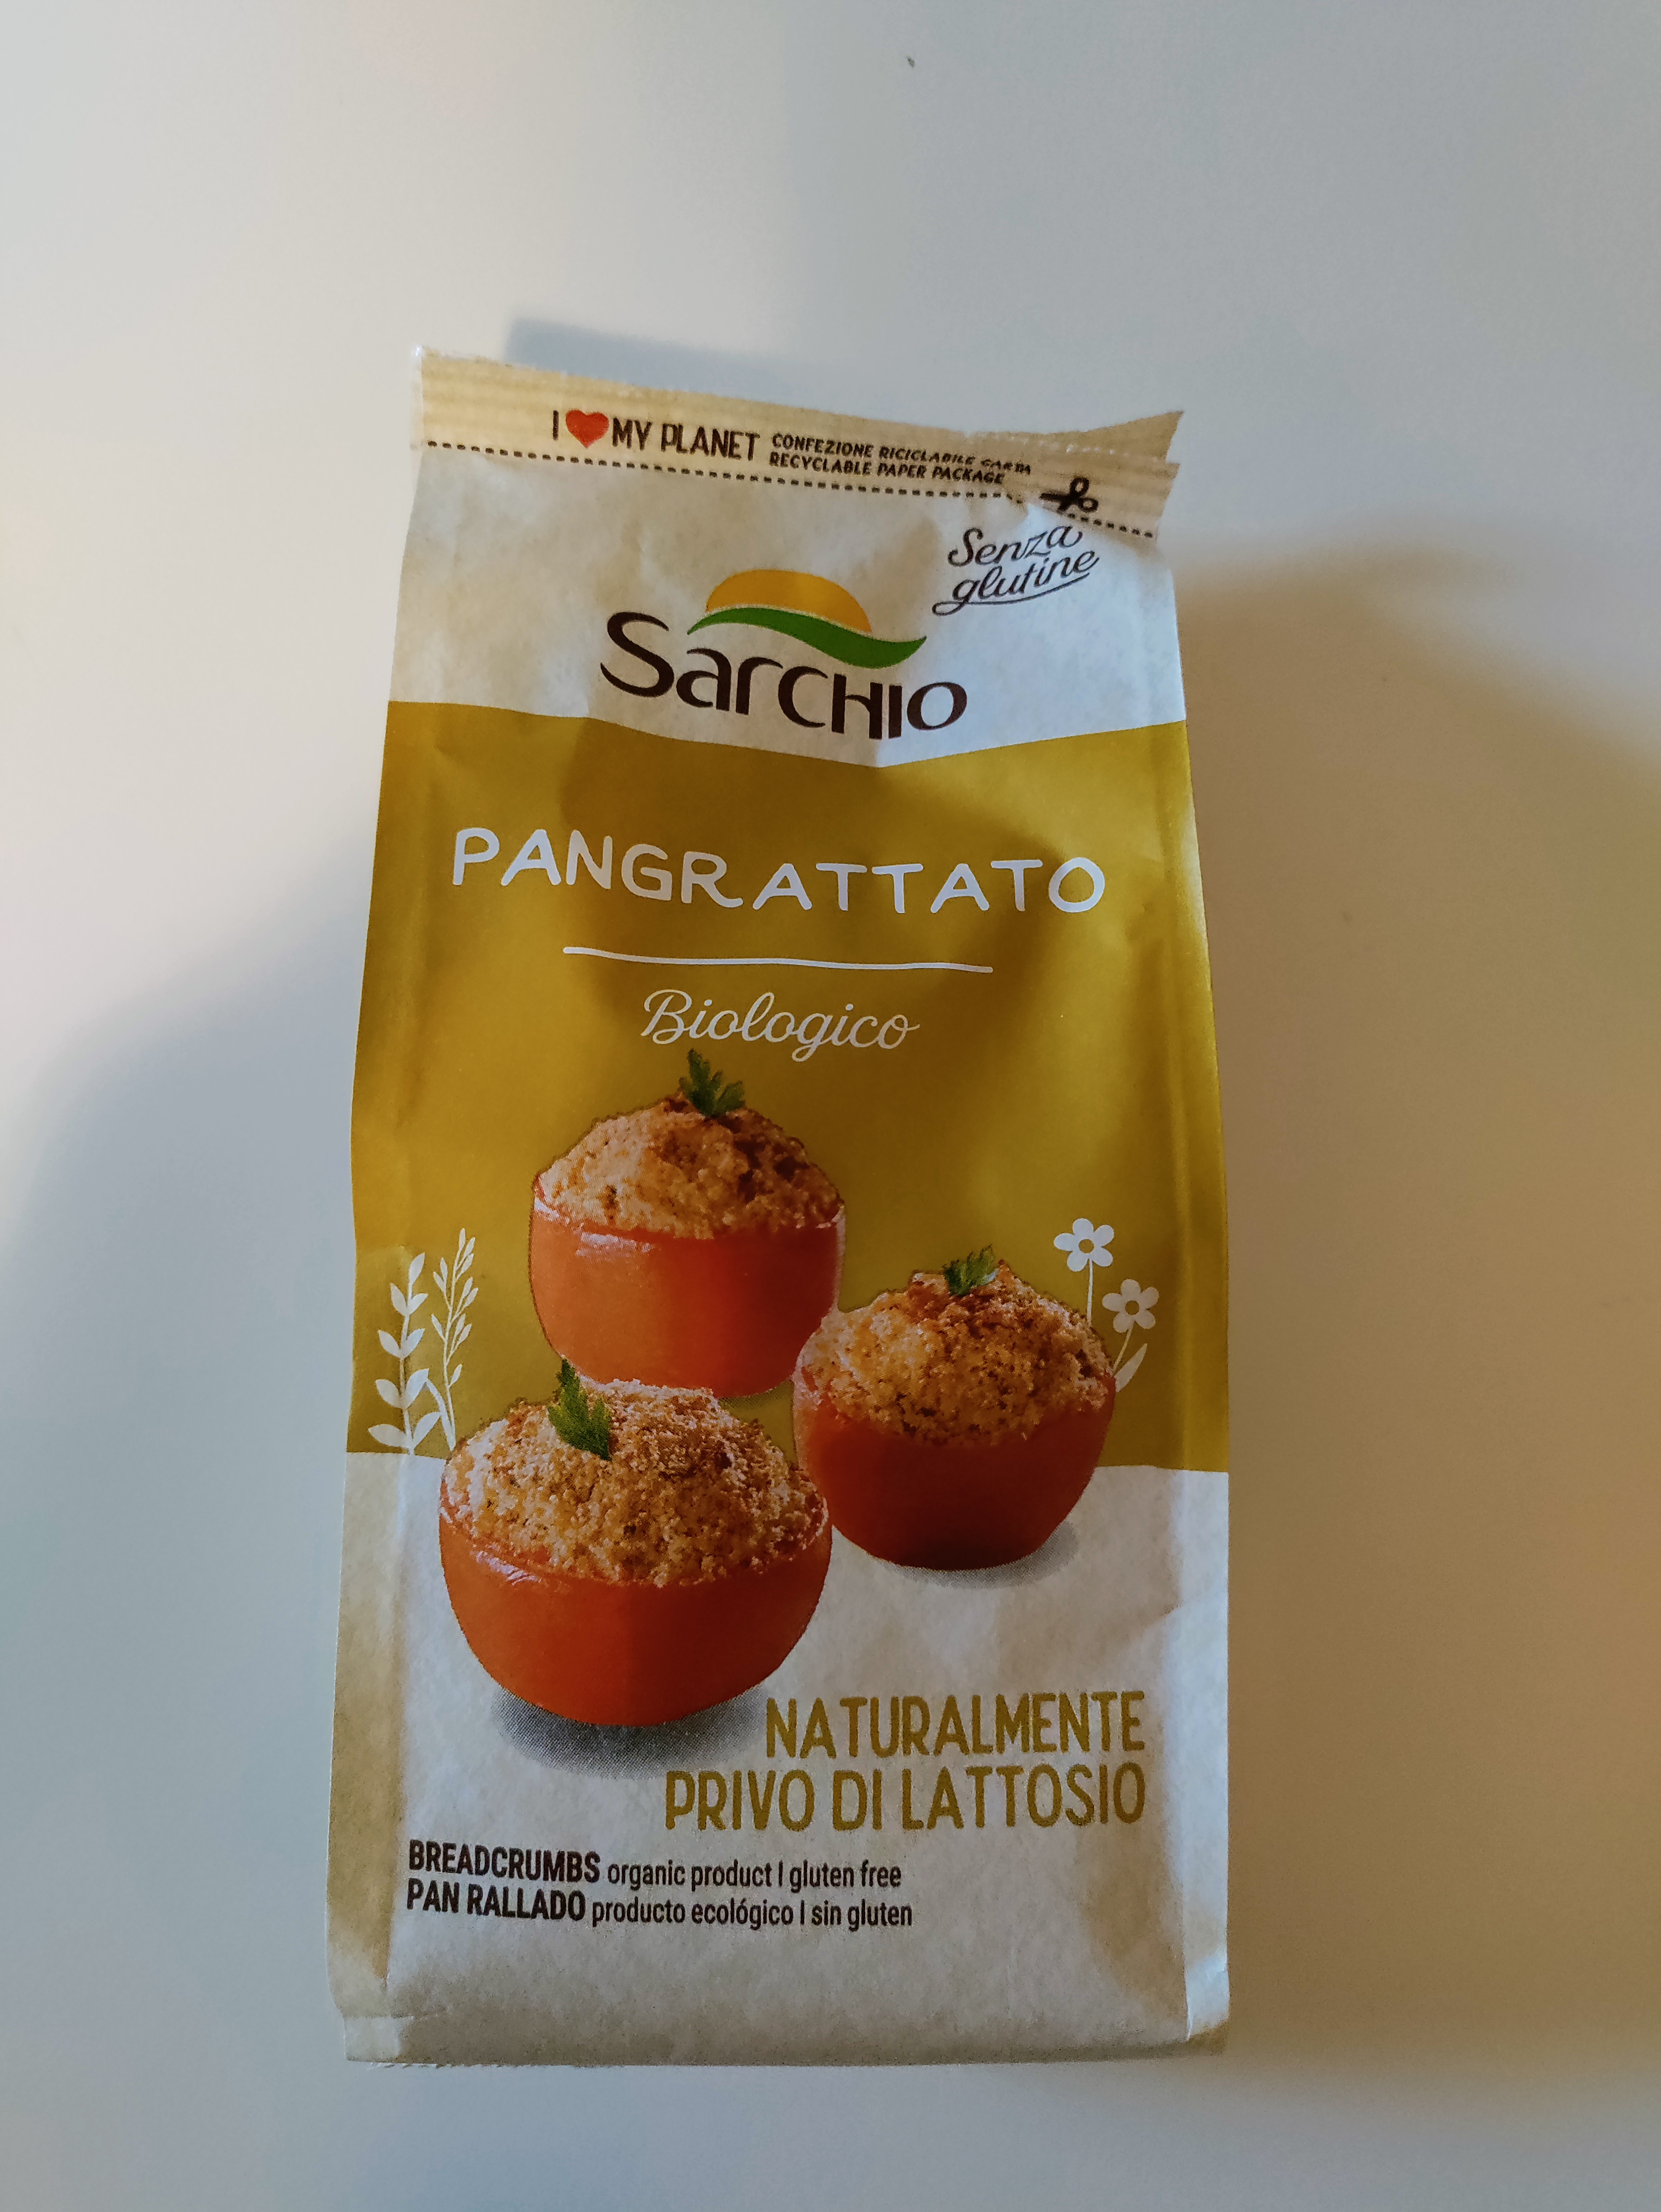 I ❤ MY PLANET
CONFEZIONE RICICLABILE CARTA
RECYCLABLE PAPER PACKAGE
Senza
glutine
Sarchio
PANGRATTATO
Biologico
NATURALMENTE
PRIVO DI LATTOSIO
BREADCRUMBS organic product | gluten free
PAN RALLADO producto ecológico | sin gluten